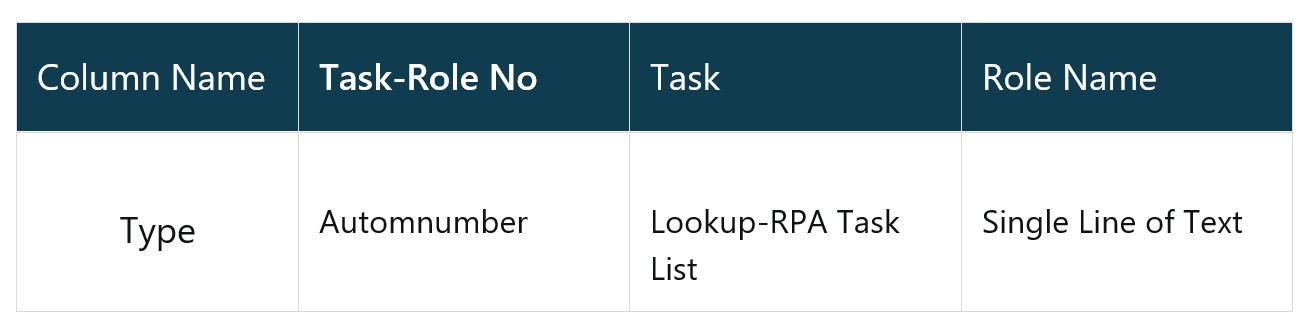 Column Name Task-Role No Task Role Name
Type Automnumber Lookup-RPA Task Single Line of Text
List